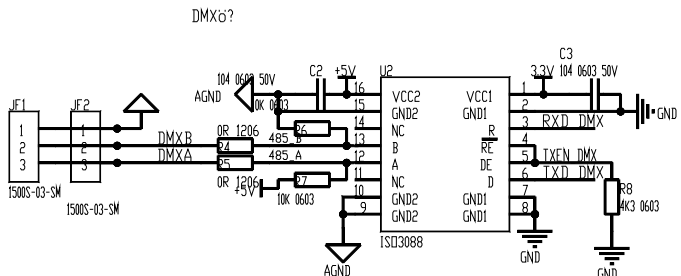 DMXö?
104 0603 50V
C2
+5V
U2
3.3V
C3
104 0603 50V
AGND
10K 0603
JF1
JF2
1
2
3
1
2
3
1500S-03-SM
1500S-03-SM
DMXB
DMXA
0R 1206
R4
R5
0R 1206
R6
485_B
485_A
R7
+5V
10K 0603
16
15
14
13
12
11
10
9
VCC2
GND2
NC
B
A
NC
GND2
GND2
VCC1
GND1
R
RE
DE
D
GND1
GND1
1
2
3
4
5
6
7
8
RXD_DMX
TXEN_DMX
TXD_DMX
GND
R8
4K3 0603
ISO3088
AGND
GND
GND